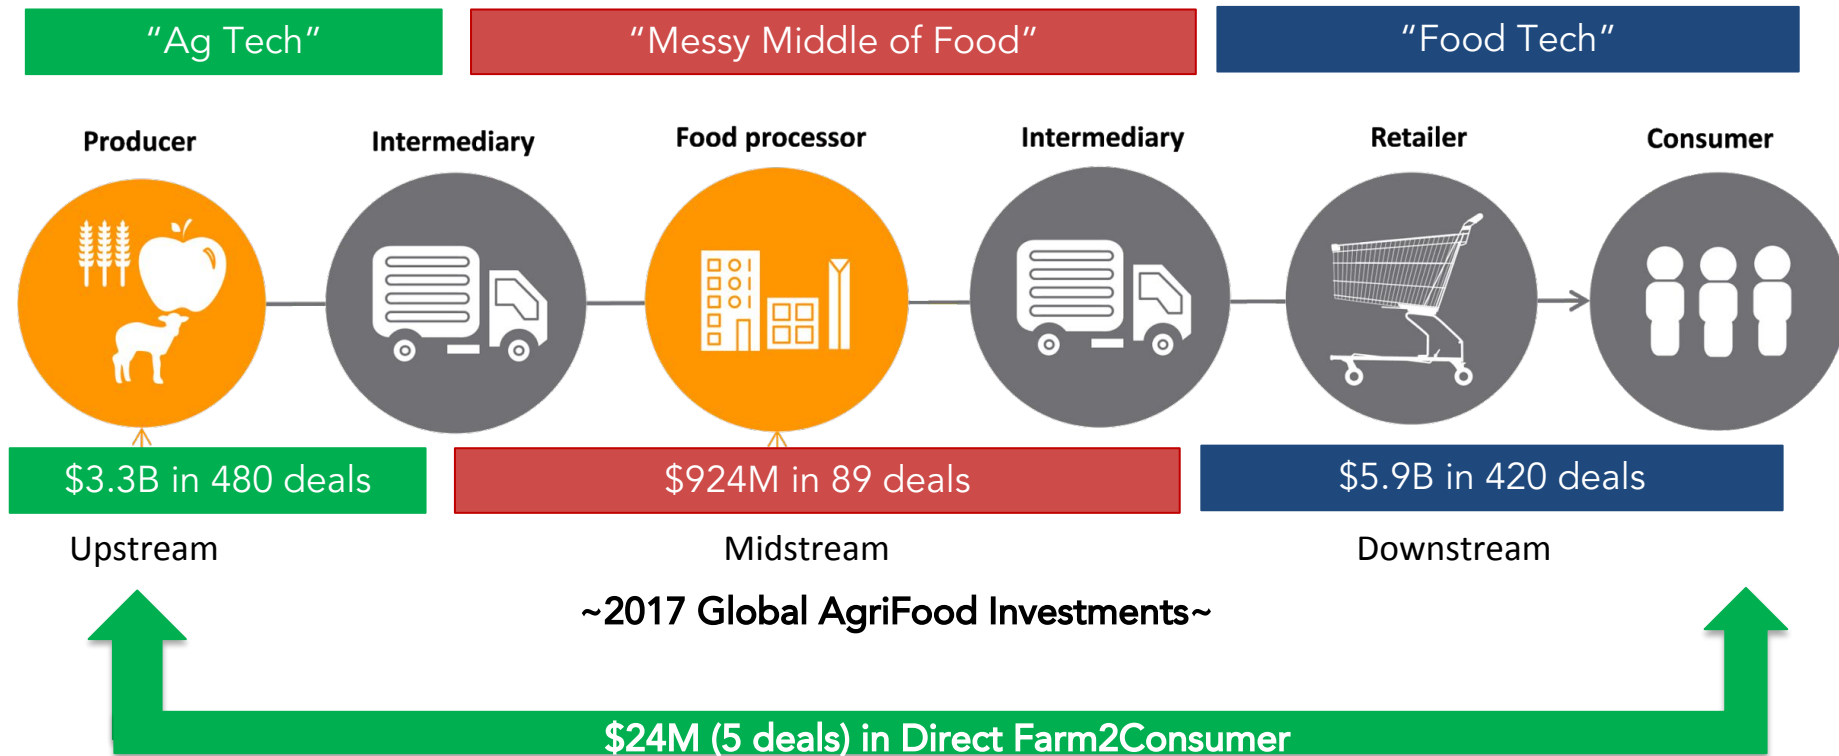 “Ag Tech”
“Messy Middle of Food”
“Food Tech”
Producer
Intermediary
Food processor
Intermediary
Retailer
Consumer
$3.3B in 480 deals
$924M in 89 deals
$5.9B in 420 deals
Upstream
Midstream
Downstream
~2017 Global AgriFood Investments~
$24M (5 deals) in Direct Farm2Consumer